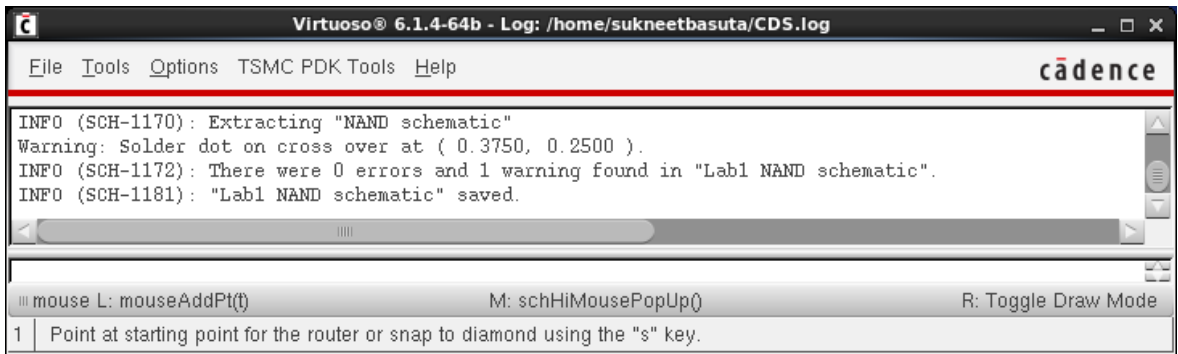 Virtuoso® 6.1.4-64b - Log: /home/sukneetbasuta/CDS.log
File Tools Options TSMC PDK Tools Help cādence
INFO (SCH-1170): Extracting "NAND schematic"
Warning: Solder dot on cross over at ( 0.3750, 0.2500 ).
INFO (SCH-1172): There were 0 errors and 1 warning found in "Lab1 NAND schematic".
INFO (SCH-1181): "Lab1 NAND schematic" saved.
mouse L: mouseAddPt(t) M: schHiMousePopUp() R: Toggle Draw Mode
1 Point at starting point for the router or snap to diamond using the "s" key.